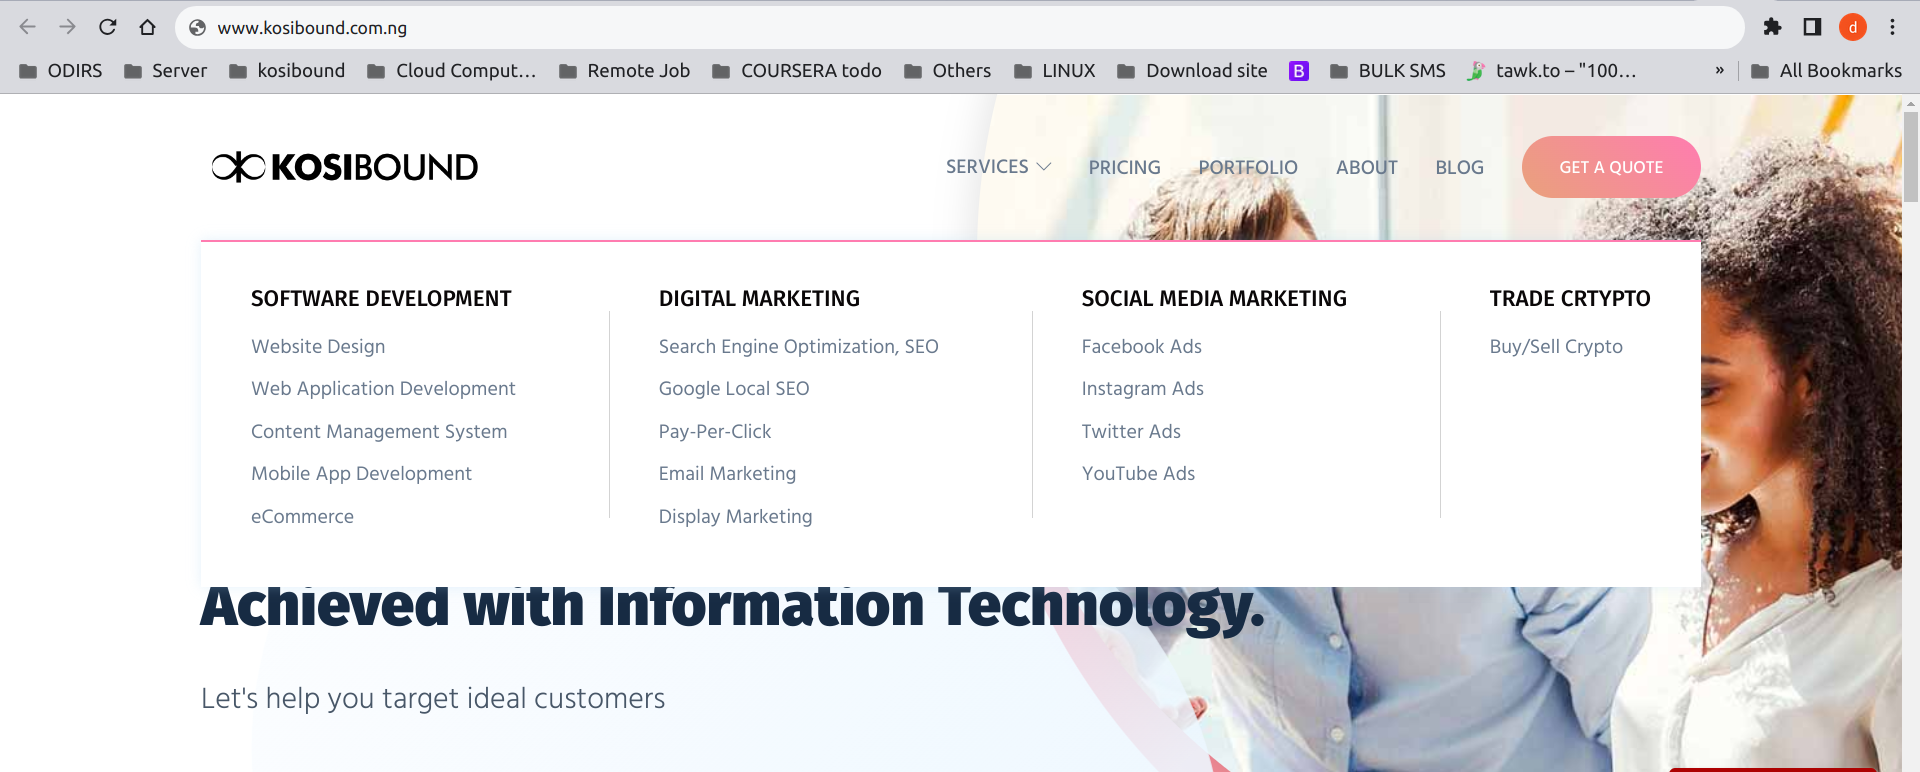 www.kosibound.com.ng
d
ODIRS Server kosibound Cloud Comput... Remote Job COURSERA todo Others LINUX Download site B BULK SMS tawk.to – "100... » All Bookmarks
KOSIBOUND
SERVICES PRICING PORTFOLIO ABOUT BLOG GET A QUOTE
SOFTWARE DEVELOPMENT
Website Design
Web Application Development
Content Management System
Mobile App Development
eCommerce
DIGITAL MARKETING
Search Engine Optimization, SEO
Google Local SEO
Pay-Per-Click
Email Marketing
Display Marketing
SOCIAL MEDIA MARKETING
Facebook Ads
Instagram Ads
Twitter Ads
YouTube Ads
TRADE CRTYPTO
Buy/Sell Crypto
Achieved with Information Technology.
Let's help you target ideal customers